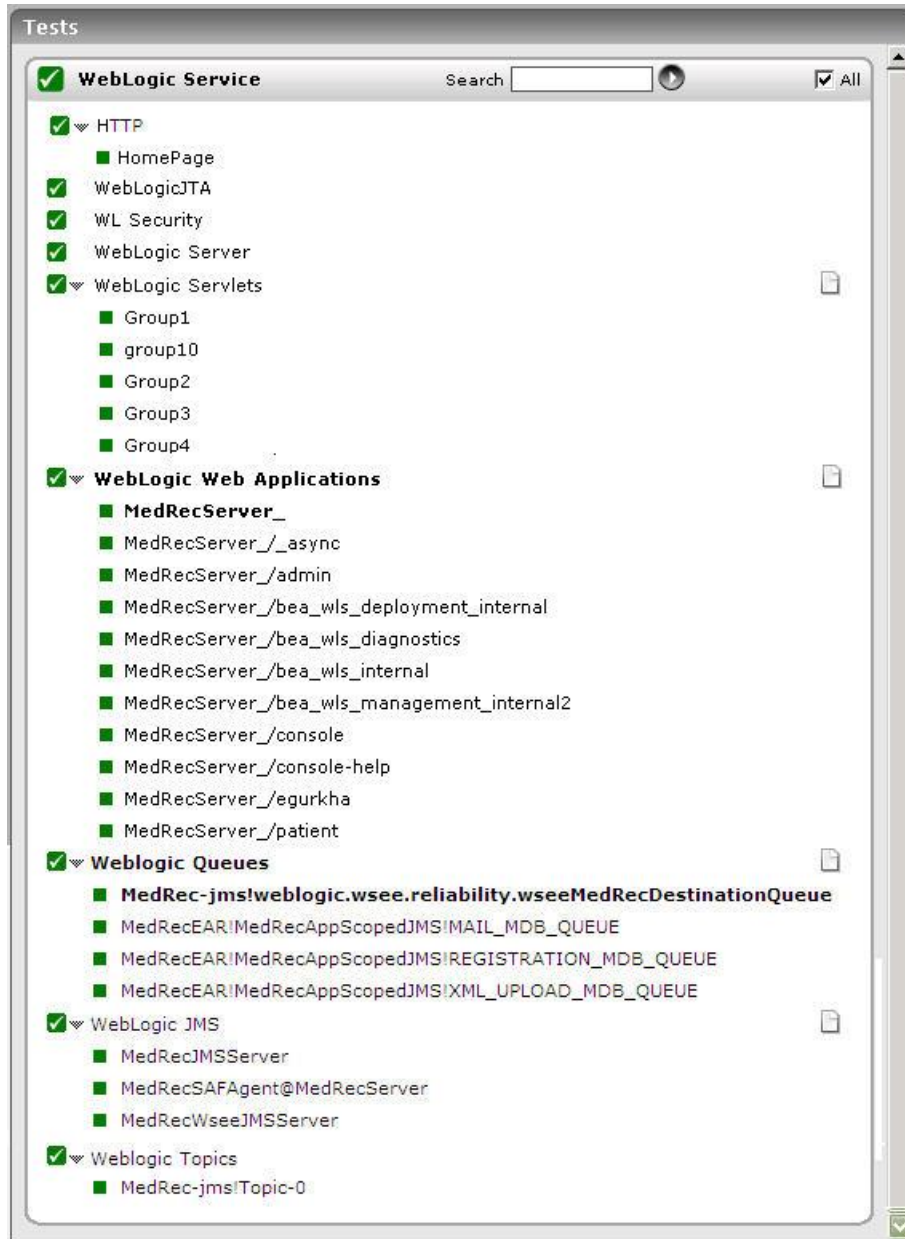 Tests
WebLogic Service Search All
HTTP
HomePage
WebLogicJTA
WL Security
WebLogic Server
WebLogic Servlets
Group1
group10
Group2
Group3
Group4
WebLogic Web Applications
MedRecServer_
MedRecServer_/_async
MedRecServer_/admin
MedRecServer_/bea_wls_deployment_internal
MedRecServer_/bea_wls_diagnostics
MedRecServer_/bea_wls_internal
MedRecServer_/bea_wls_management_internal2
MedRecServer_/console
MedRecServer_/console-help
MedRecServer_/egurkha
MedRecServer_/patient
Weblogic Queues
MedRec-jms!weblogic.wsee.reliability.wseeMedRecDestinationQueue
MedRecEAR!MedRecAppScopedJMS!MAIL_MDB_QUEUE
MedRecEAR!MedRecAppScopedJMS!REGISTRATION_MDB_QUEUE
MedRecEAR!MedRecAppScopedJMS!XML_UPLOAD_MDB_QUEUE
WebLogic JMS
MedRecJMSServer
MedRecSAFAgent@MedRecServer
MedRecWseeJMSServer
Weblogic Topics
MedRec-jms!Topic-0